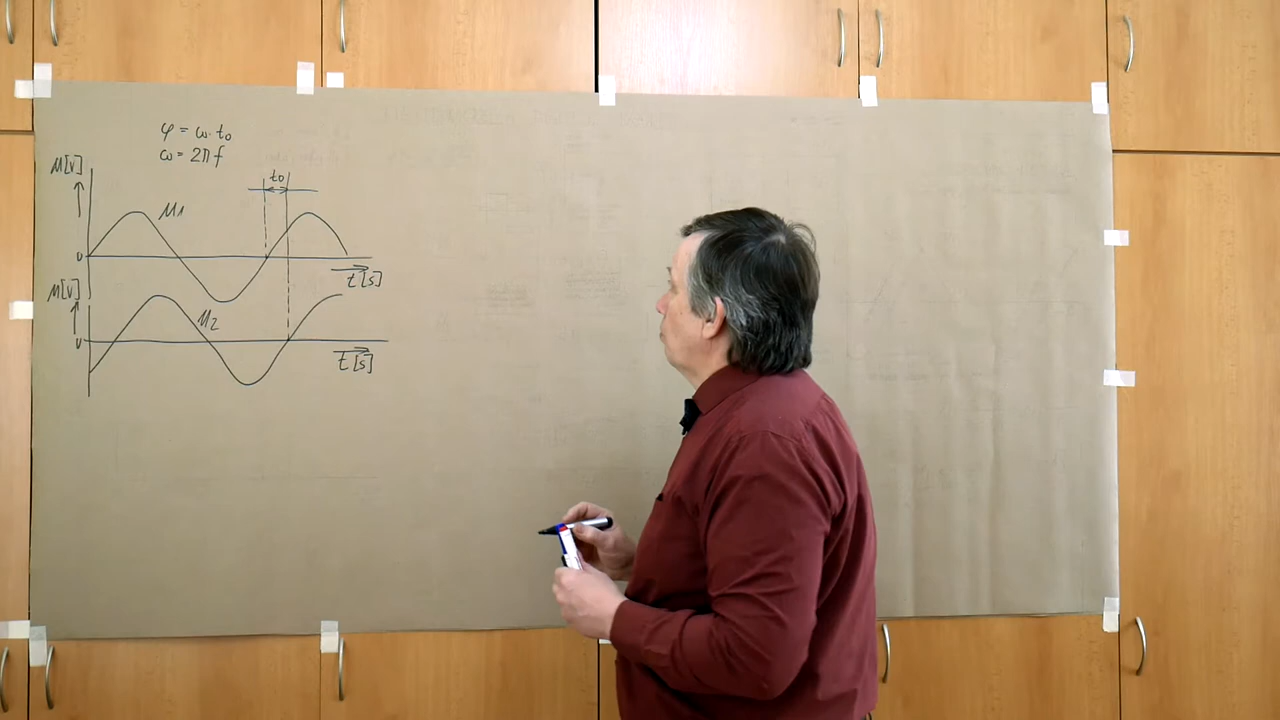 φ = ω · t₀
ω = 2πf
u[V]
t₀
u₁
0
t[s]
u[V]
u₂
0
t[s]